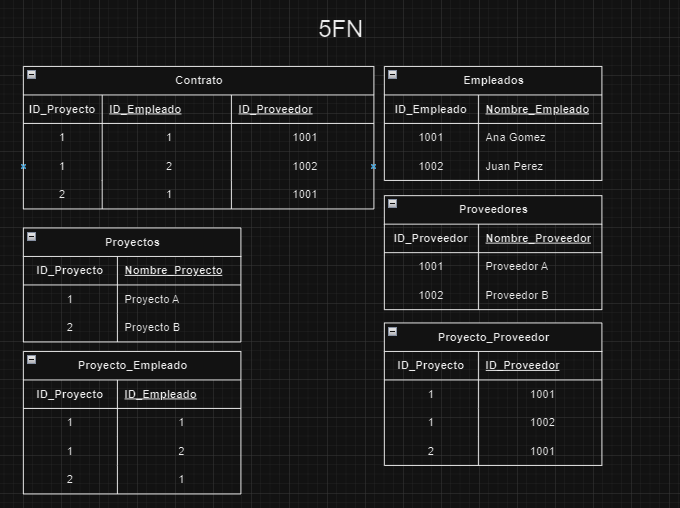 5FN
Contrato
ID_Proyecto ID_Empleado ID_Proveedor
1 1 1001
1 2 1002
2 1 1001
Empleados
ID_Empleado Nombre_Empleado
1001 Ana Gomez
1002 Juan Perez
Proveedores
ID_Proveedor Nombre_Proveedor
1001 Proveedor A
1002 Proveedor B
Proyectos
ID_Proyecto Nombre_Proyecto
1 Proyecto A
2 Proyecto B
Proyecto_Proveedor
ID_Proyecto ID_Proveedor
1 1001
1 1002
2 1001
Proyecto_Empleado
ID_Proyecto ID_Empleado
1 1
1 2
2 1